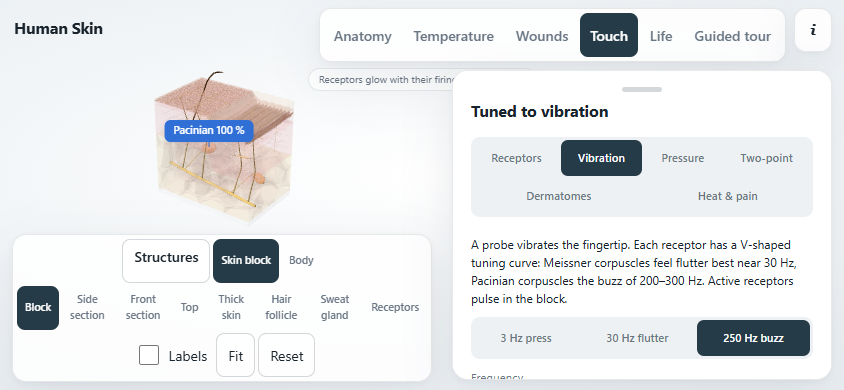 Human Skin
Anatomy Temperature Wounds Touch Life Guided tour i
Receptors glow with their firin
Pacinian 100 %
Tuned to vibration
Receptors Vibration Pressure Two-point
Dermatomes Heat & pain
A probe vibrates the fingertip. Each receptor has a V-shaped
tuning curve: Meissner corpuscles feel flutter best near 30 Hz,
Pacinian corpuscles the buzz of 200–300 Hz. Active receptors
pulse in the block.
3 Hz press 30 Hz flutter 250 Hz buzz
Frequency
Structures Skin block Body
Block Side section Front section Top Thick skin Hair follicle Sweat gland Receptors
Labels Fit Reset